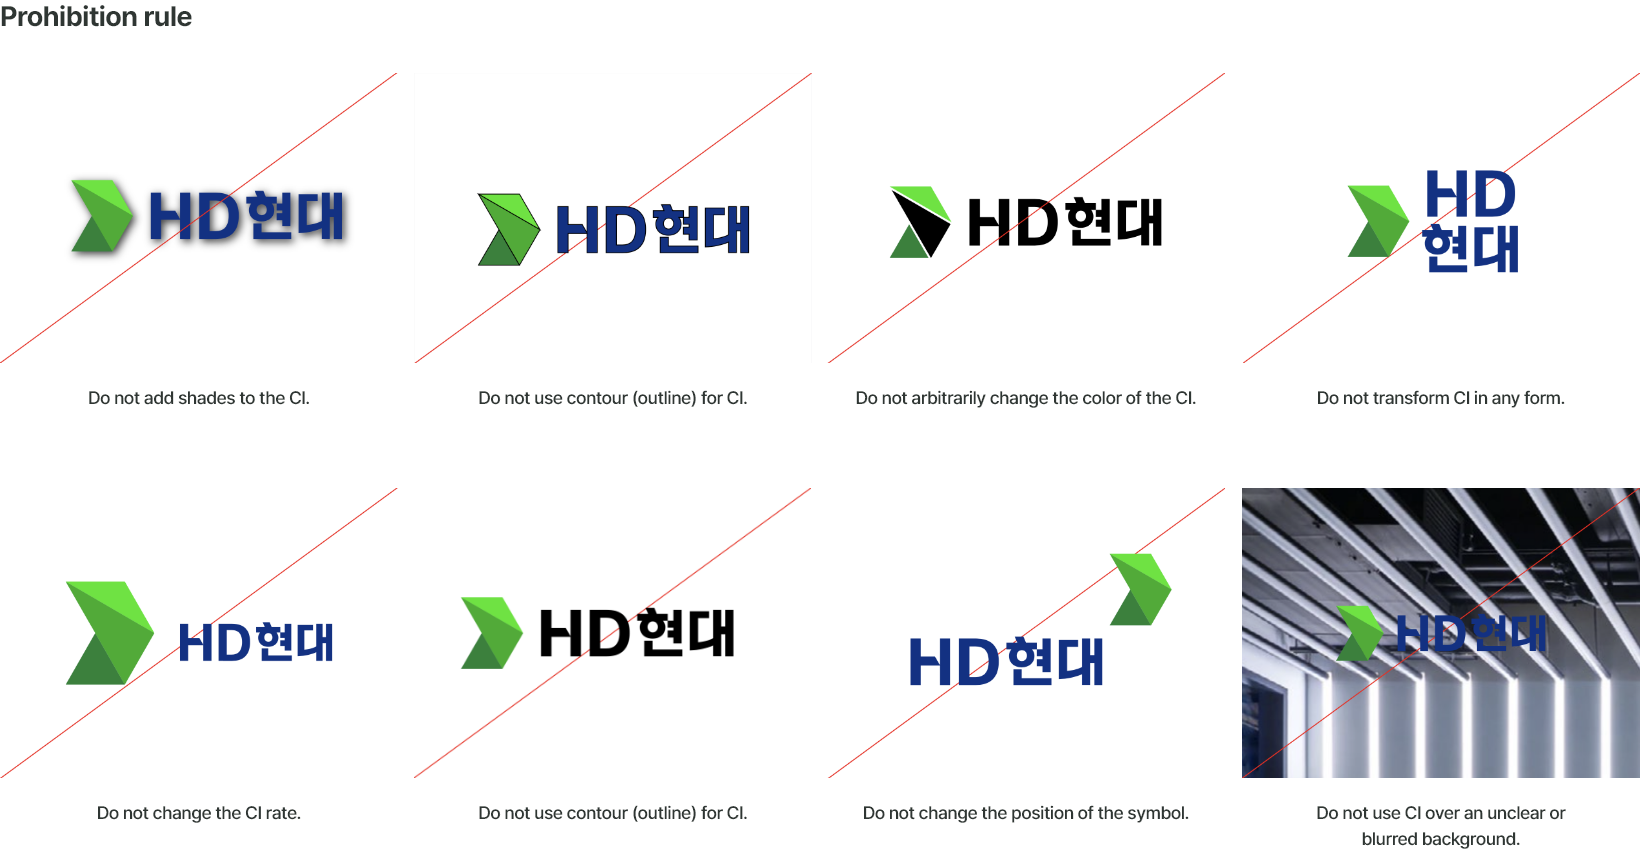 Prohibition rule
HD현대
HD현대
HD현대
HD
현대
Do not add shades to the CI.
Do not use contour (outline) for CI.
Do not arbitrarily change the color of the CI.
Do not transform CI in any form.
HD현대
HD현대
HD현대
HD현대
Do not change the CI rate.
Do not use contour (outline) for CI.
Do not change the position of the symbol.
Do not use CI over an unclear or
blurred background.